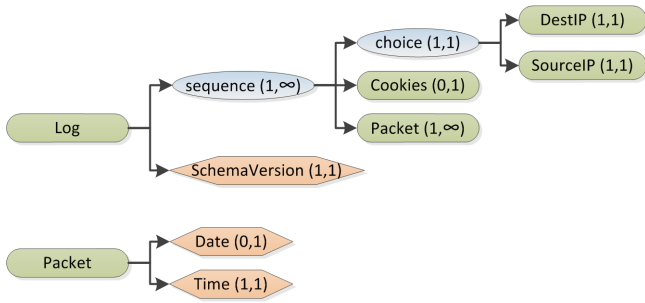 DestIP (1,1)
choice (1,1)
SourceIP (1,1)
sequence (1,∞)
Cookies (0,1)
Log
Packet (1,∞)
SchemaVersion (1,1)
Date (0,1)
Packet
Time (1,1)